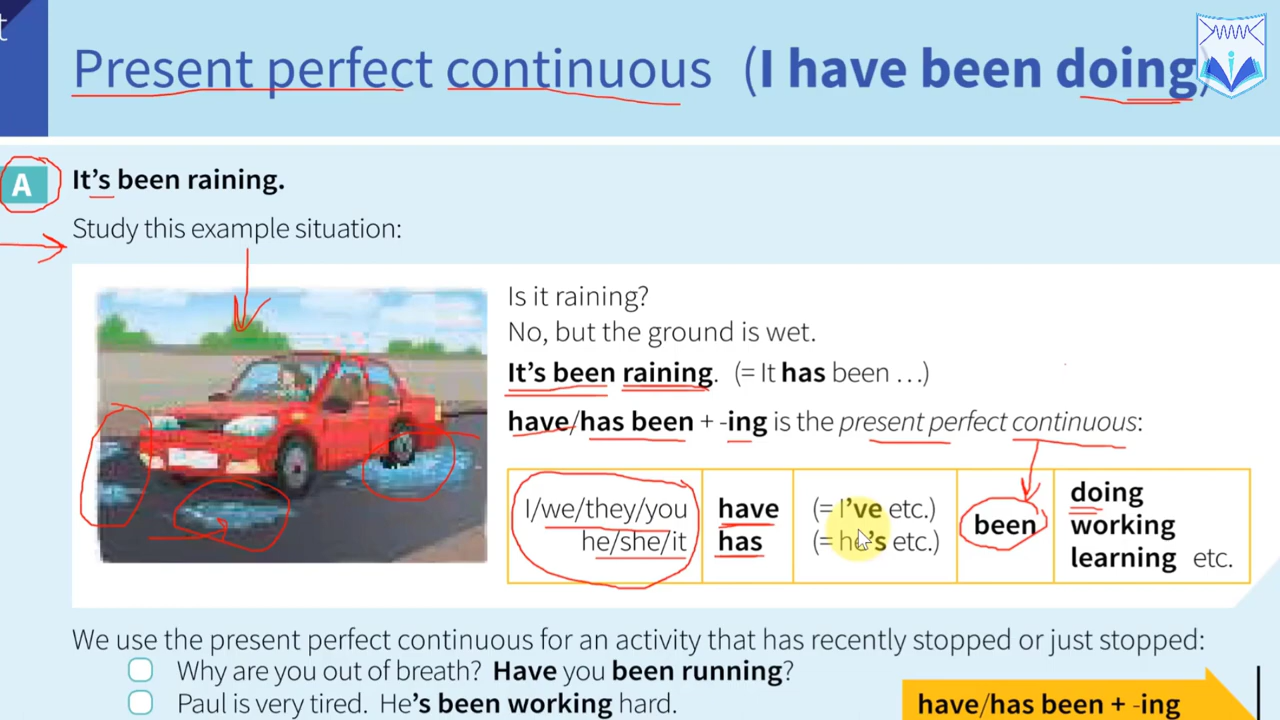 t
Present perfect continuous (I have been doing)
A It's been raining.
Study this example situation:
Is it raining?
No, but the ground is wet.
It's been raining. (= It has been …)
have/has been + -ing is the present perfect continuous:
I/we/they/you have (= I've etc.) been doing
he/she/it has (= he's etc.) working
learning etc.
We use the present perfect continuous for an activity that has recently stopped or just stopped:
Why are you out of breath? Have you been running?
Paul is very tired. He's been working hard.
have/has been + -ing